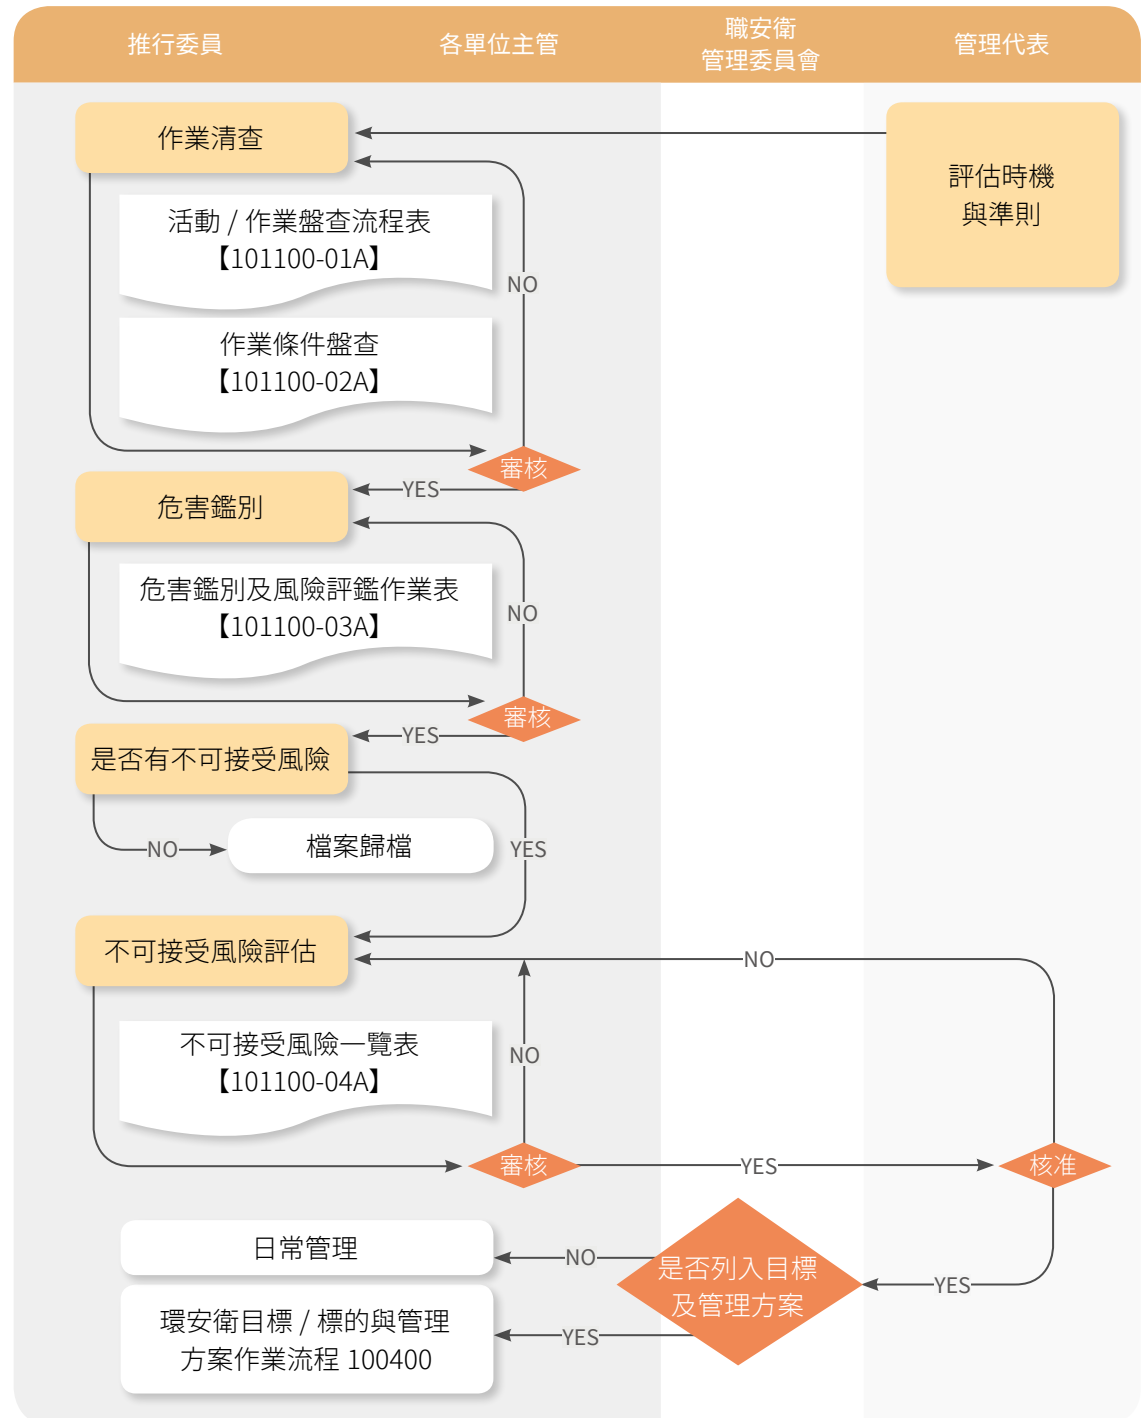 推行委員
各單位主管
職安衛
管理委員會
管理代表
作業清查
評估時機
與準則
活動 / 作業盤查流程表
【101100-01A】
NO
作業條件盤查
【101100-02A】
審核
YES
危害鑑別
危害鑑別及風險評鑑作業表
【101100-03A】
NO
審核
YES
是否有不可接受風險
NO
檔案歸檔
YES
不可接受風險評估
NO
不可接受風險一覽表
【101100-04A】
NO
審核
YES
核准
日常管理
NO
是否列入目標
及管理方案
YES
環安衛目標 / 標的與管理
方案作業流程 100400
YES